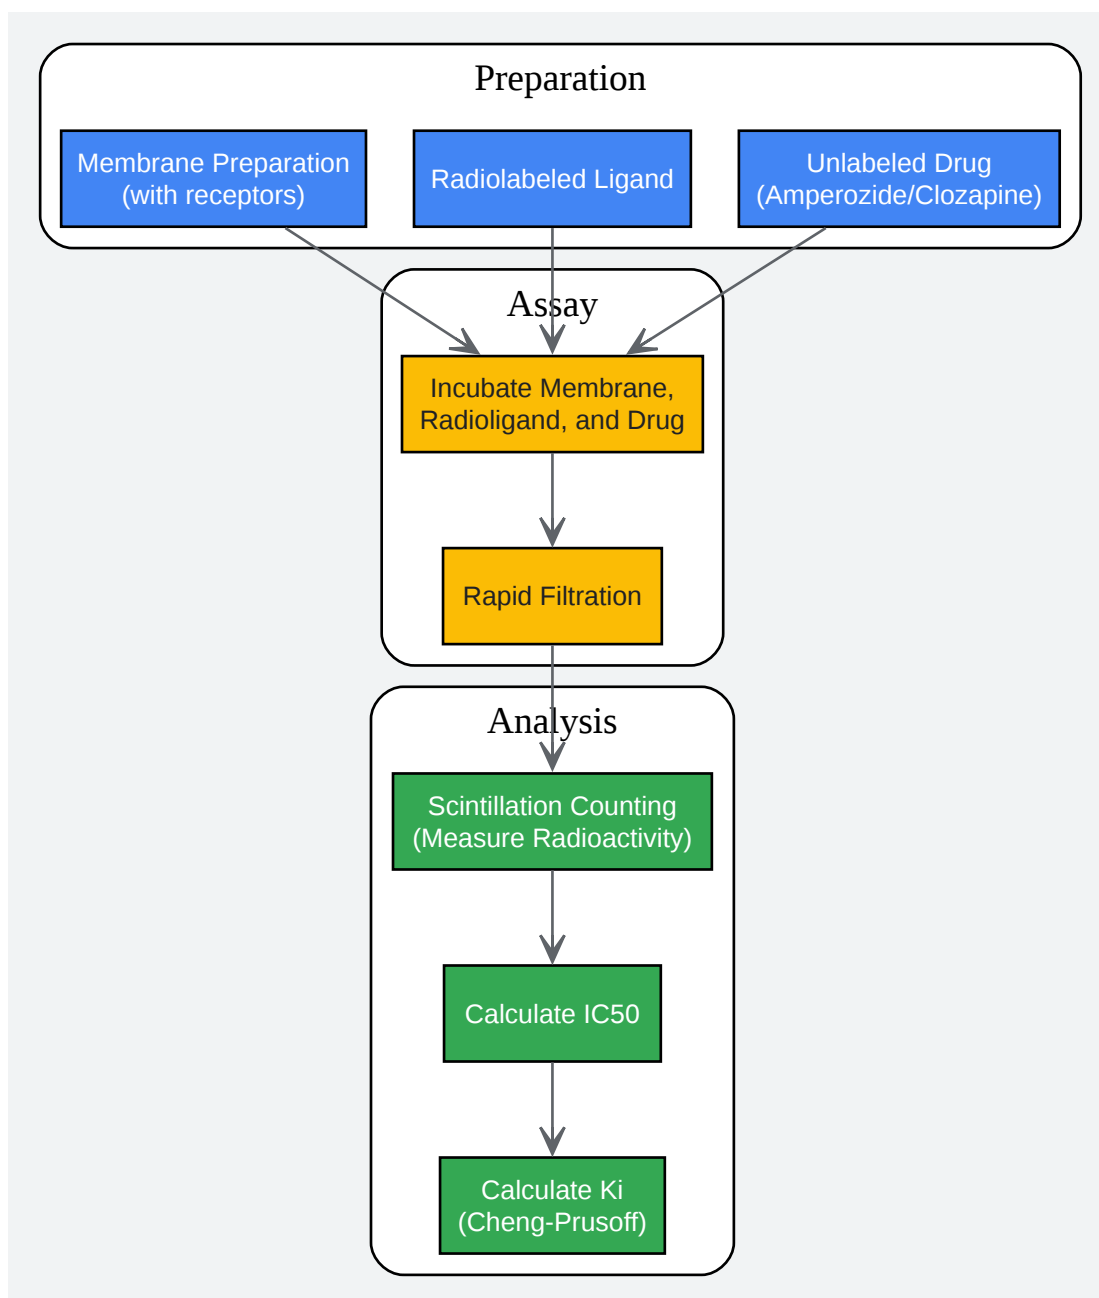 Preparation
Membrane Preparation
(with receptors)
Radiolabeled Ligand
Unlabeled Drug
(Amperozide/Clozapine)
Assay
Incubate Membrane,
Radioligand, and Drug
Rapid Filtration
Analysis
Scintillation Counting
(Measure Radioactivity)
Calculate IC50
Calculate Ki
(Cheng-Prusoff)